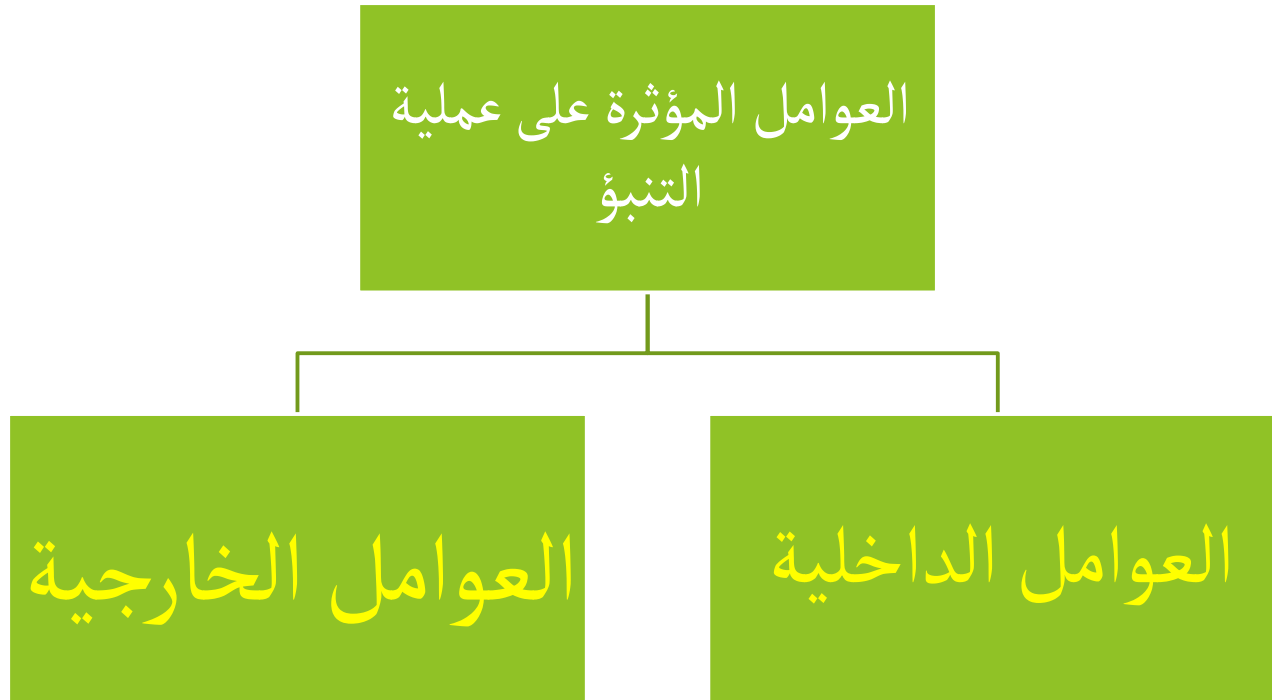 العوامل المؤثرة على عملية
التنبؤ
العوامل الداخلية
العوامل الخارجية